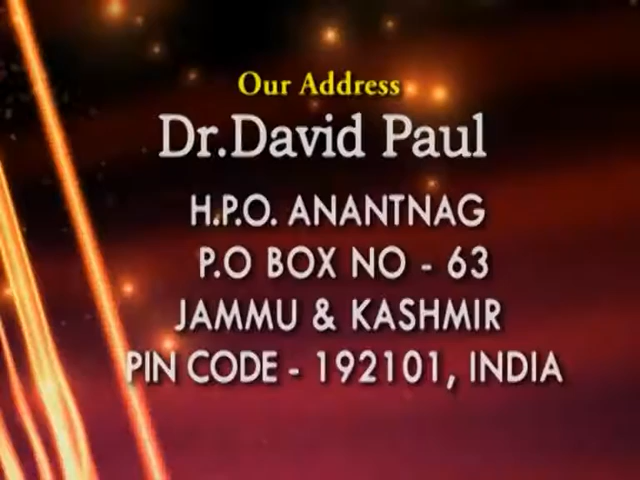 Our Address
Dr.David Paul
H.P.O. ANANTNAG
P.O BOX NO - 63
JAMMU & KASHMIR
PIN CODE - 192101, INDIA